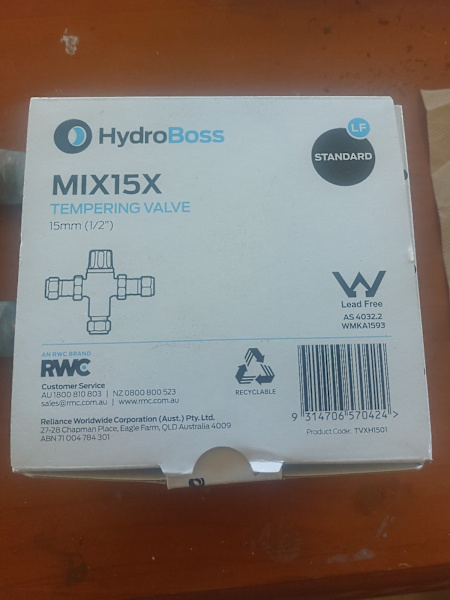 HydroBoss
LF
STANDARD
MIX15X
TEMPERING VALVE
15mm (1/2")
Lead Free
AS 4032.2
WMKA1593
AN RWC BRAND
RWC
Customer Service
AU 1800 810 803 | NZ 0800 800 523
sales@rmc.com.au | www.rmc.com.au
RECYCLABLE
Reliance Worldwide Corporation (Aust.) Pty. Ltd.
27-28 Chapman Place, Eagle Farm, QLD Australia 4009
ABN 71 004 784 301
9 314706 570424 >
Product Code: TVXH1501